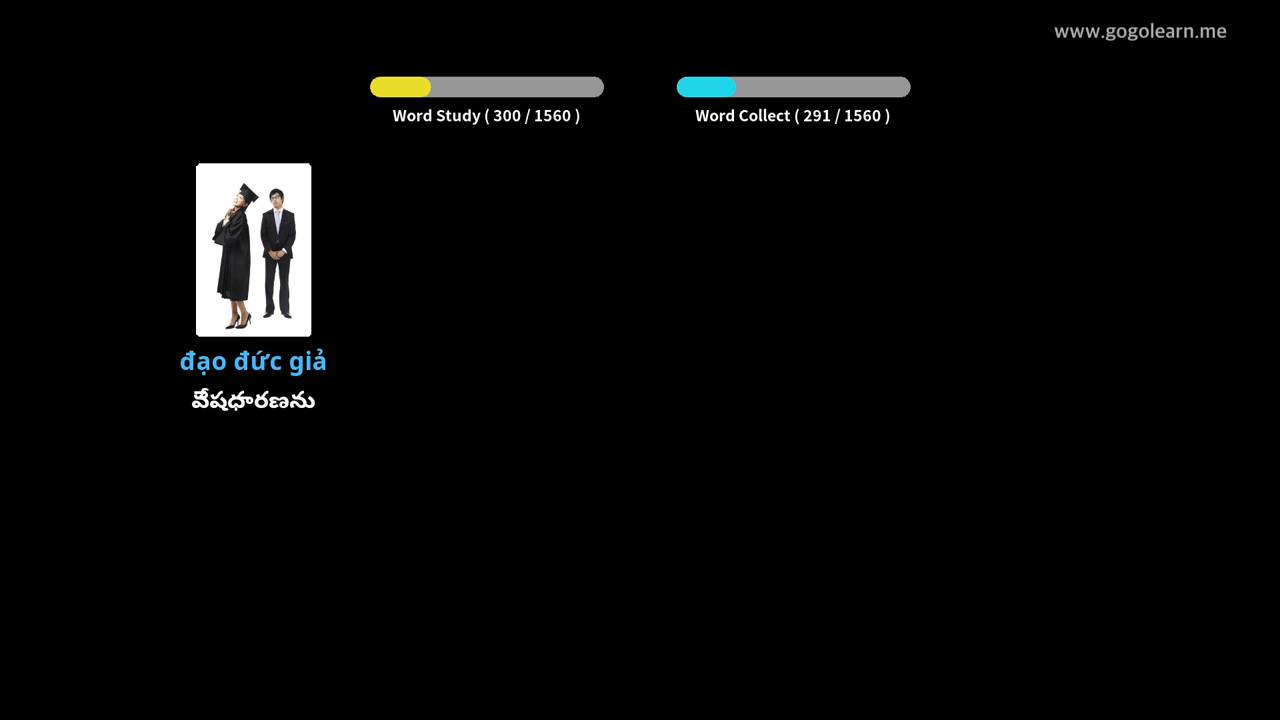 www.gogolearn.me
Word Study ( 300 / 1560 )
Word Collect ( 291 / 1560 )
đạo đức giả
వేషధారణను